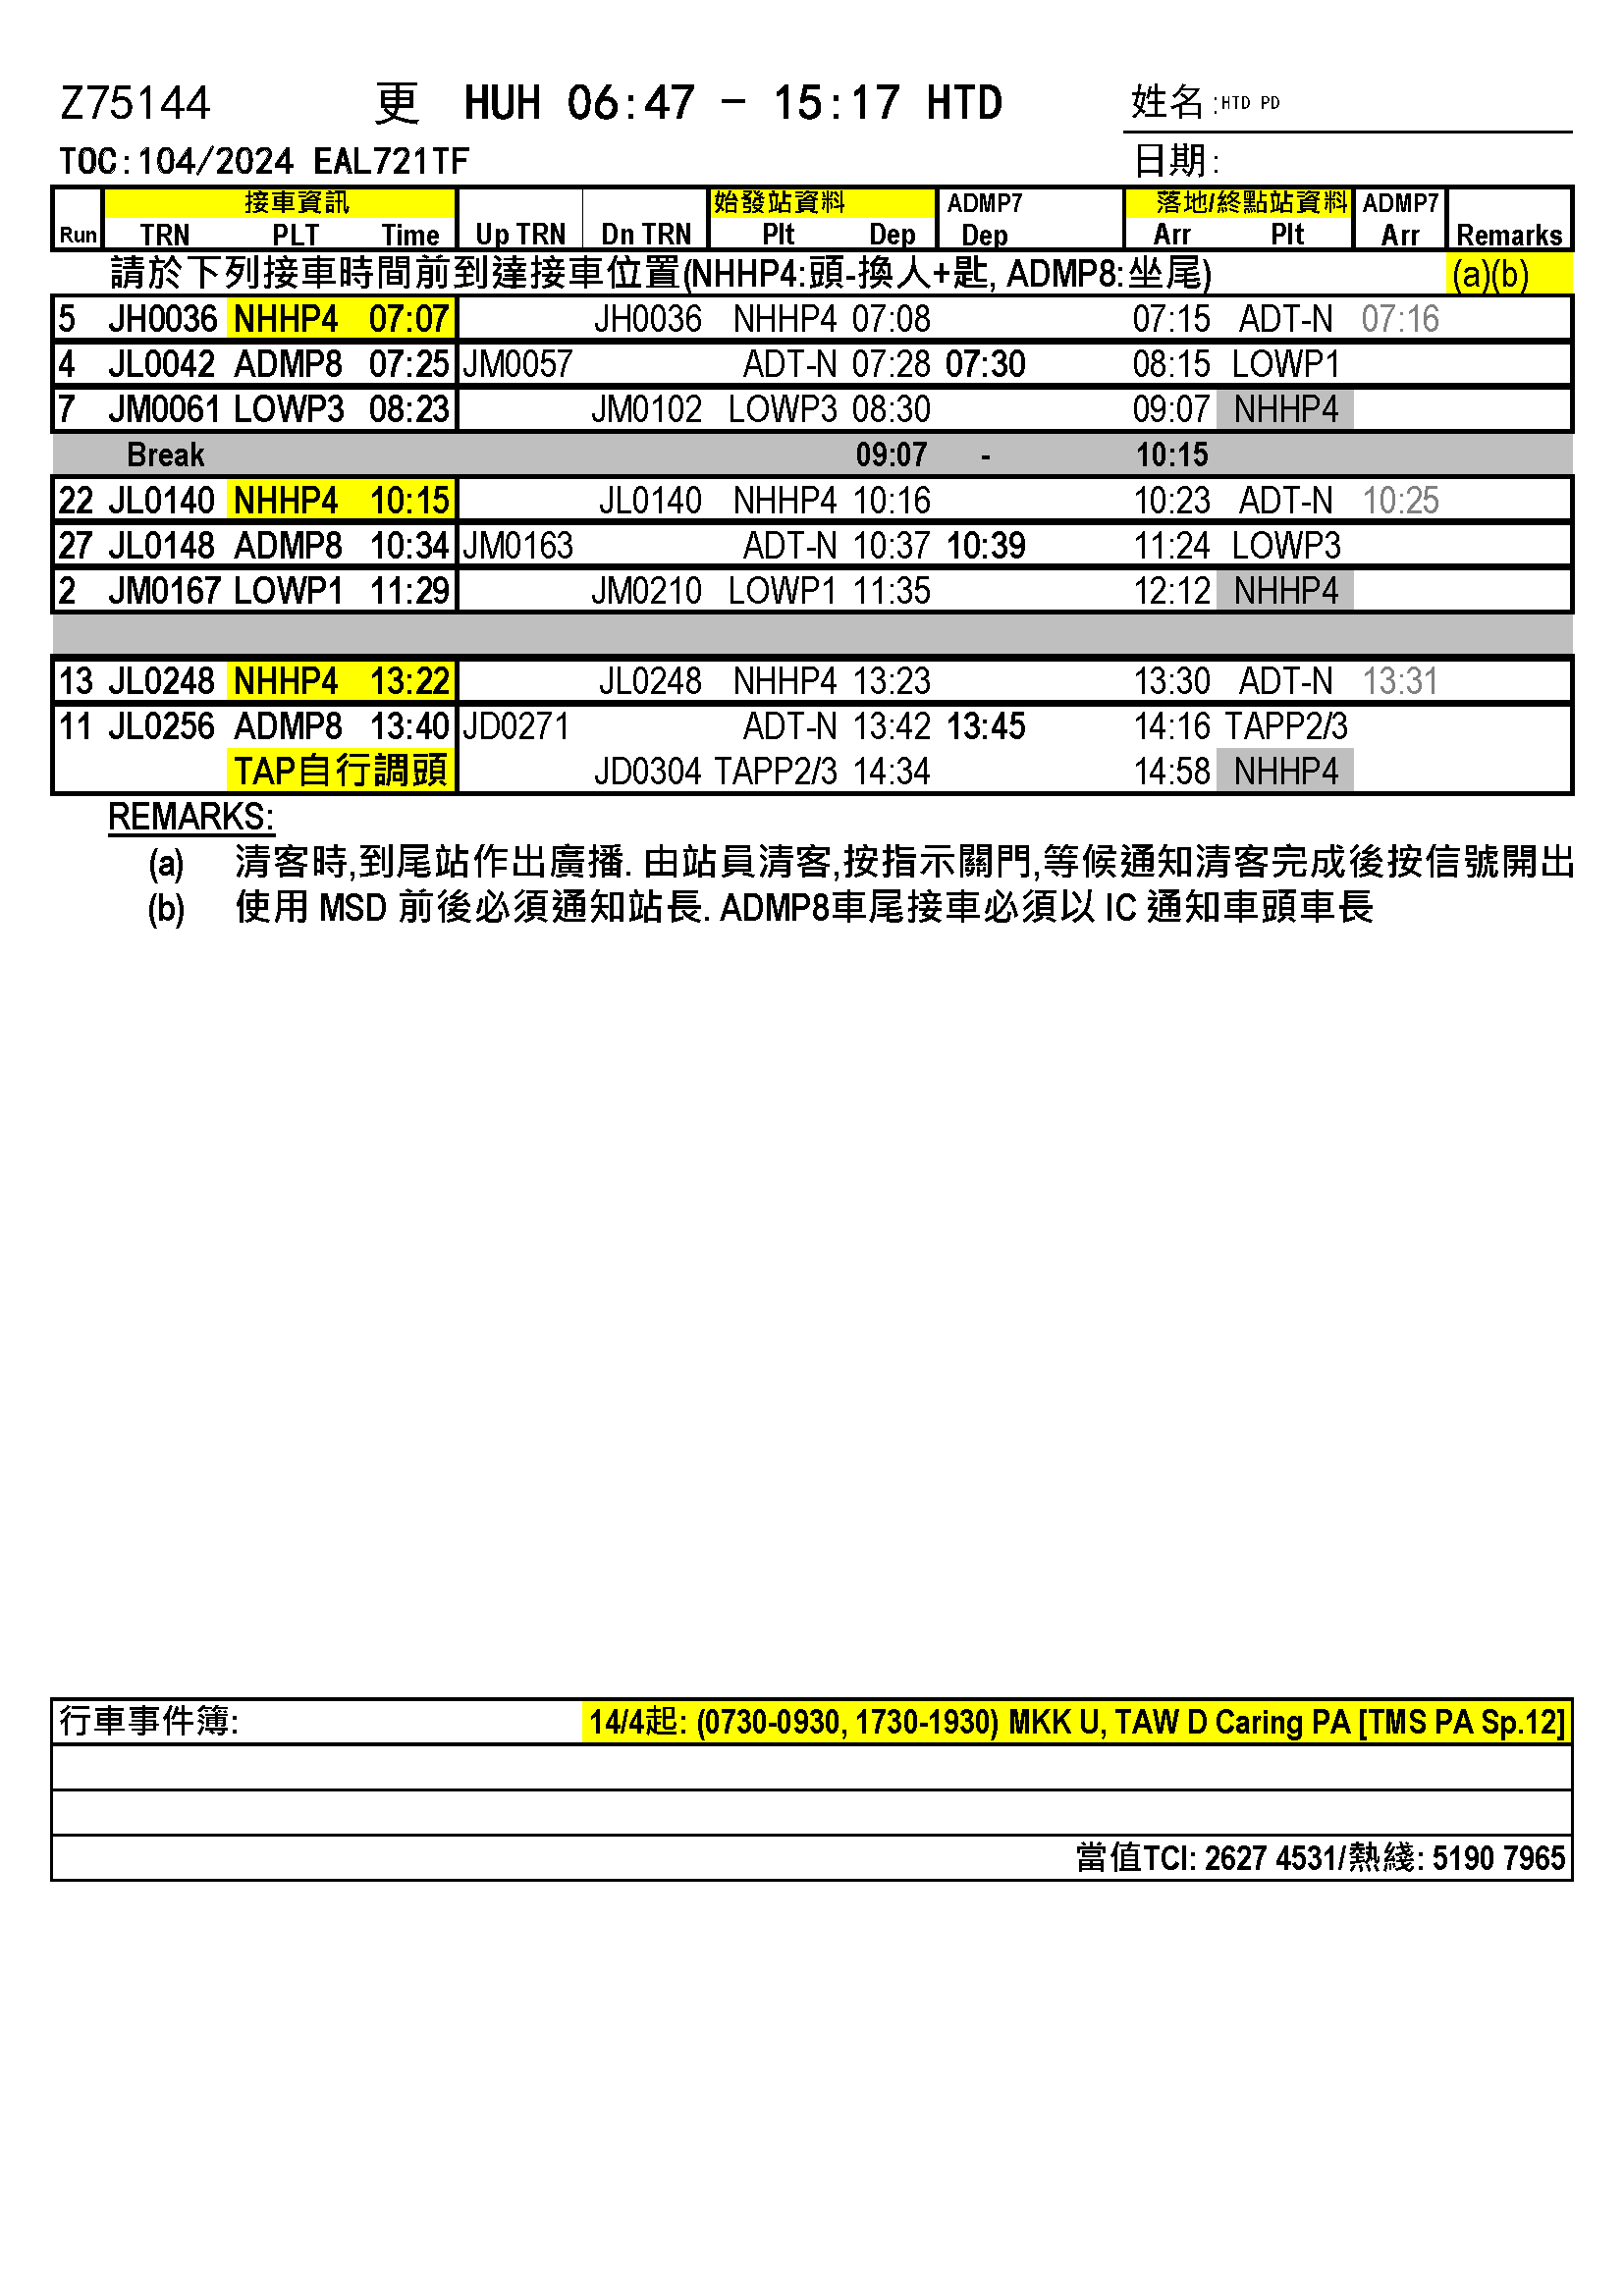 Z75144 更 HUH 06:47 - 15:17 HTD 姓名:HTD PD
TOC:104/2024 EAL721TF 日期:
接車資訊 始發站資料 ADMP7 落地/終點站資料 ADMP7
Run TRN PLT Time Up TRN Dn TRN Plt Dep Dep Arr Plt Arr Remarks
請於下列接車時間前到達接車位置(NHHP4:頭-換人+匙, ADMP8:坐尾) (a)(b)
5 JH0036 NHHP4 07:07 JH0036 NHHP4 07:08 07:15 ADT-N 07:16
4 JL0042 ADMP8 07:25 JM0057 ADT-N 07:28 07:30 08:15 LOWP1
7 JM0061 LOWP3 08:23 JM0102 LOWP3 08:30 09:07 NHHP4
Break 09:07 - 10:15
22 JL0140 NHHP4 10:15 JL0140 NHHP4 10:16 10:23 ADT-N 10:25
27 JL0148 ADMP8 10:34 JM0163 ADT-N 10:37 10:39 11:24 LOWP3
2 JM0167 LOWP1 11:29 JM0210 LOWP1 11:35 12:12 NHHP4
13 JL0248 NHHP4 13:22 JL0248 NHHP4 13:23 13:30 ADT-N 13:31
11 JL0256 ADMP8 13:40 JD0271 ADT-N 13:42 13:45 14:16 TAPP2/3
TAP自行調頭 JD0304 TAPP2/3 14:34 14:58 NHHP4
REMARKS:
(a) 清客時,到尾站作出廣播. 由站員清客,按指示關門,等候通知清客完成後按信號開出
(b) 使用 MSD 前後必須通知站長. ADMP8車尾接車必須以 IC 通知車頭車長
行車事件簿: 14/4起: (0730-0930, 1730-1930) MKK U, TAW D Caring PA [TMS PA Sp.12]
當值TCI: 2627 4531/熱綫: 5190 7965